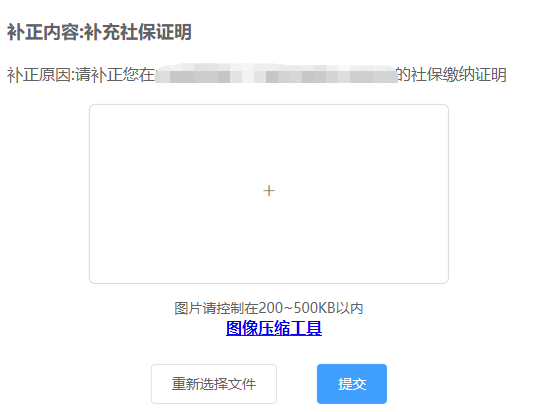 补正内容:补充社保证明
补正原因:请补正您在的社保缴纳证明
图片请控制在200~500KB以内
图像压缩工具
重新选择文件
提交